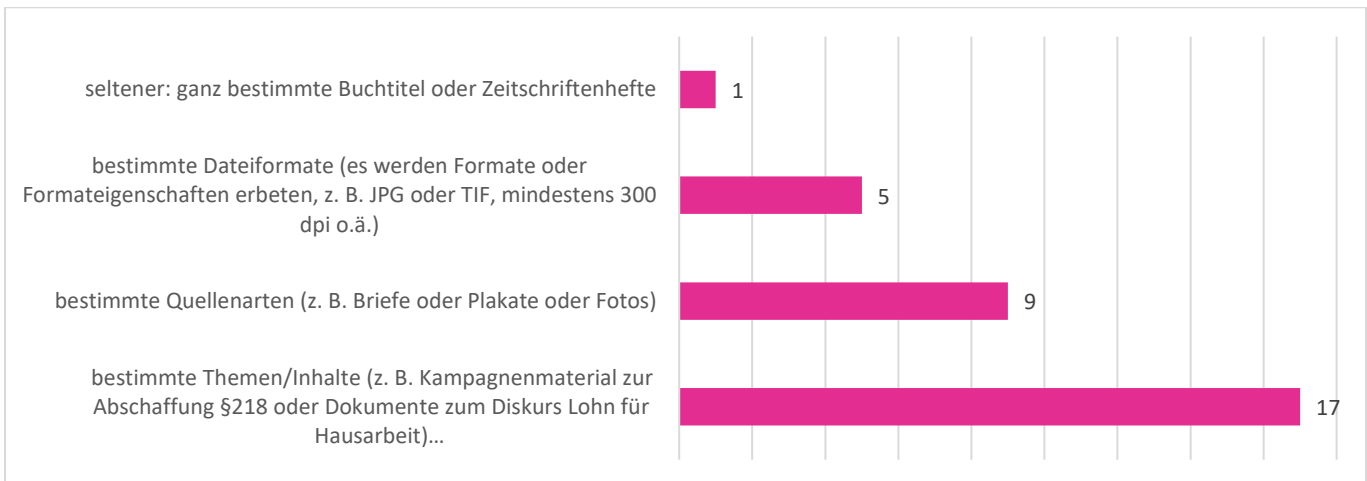 seltener: ganz bestimmte Buchtitel oder Zeitschriftenhefte
1
bestimmte Dateiformate (es werden Formate oder
Formateigenschaften erbeten, z. B. JPG oder TIF, mindestens 300
dpi o.ä.)
5
bestimmte Quellenarten (z. B. Briefe oder Plakate oder Fotos)
9
bestimmte Themen/Inhalte (z. B. Kampagnenmaterial zur
Abschaffung §218 oder Dokumente zum Diskurs Lohn für
Hausarbeit)...
17